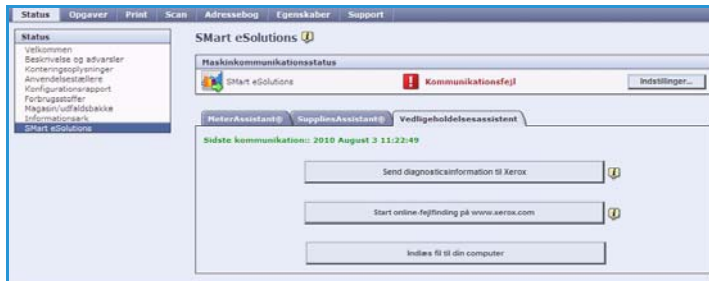 Status Opgaver Print Scan Adressebog Egenskaber Support
Status
Velkommen
Beskrivelse og advarsler
Konteringsoplysninger
Anvendelsestællere
Konfigurationsrapport
Forbrugsstoffer
Magasin/udfaldsbakke
Informationsark
SMart eSolutions
SMart eSolutions
Maskinkommunikationsstatus
SMart eSolutions Kommunikationsfejl Indstillinger...
MeterAssistant® SuppliesAssistant® Vedligeholdelsesassistent
Sidste kommunikation:: 2010 August 3 11:22:49
Send diagnosticsinformation til Xerox
Start online-fejlfinding på www.xerox.com
Indlæs fil til din computer